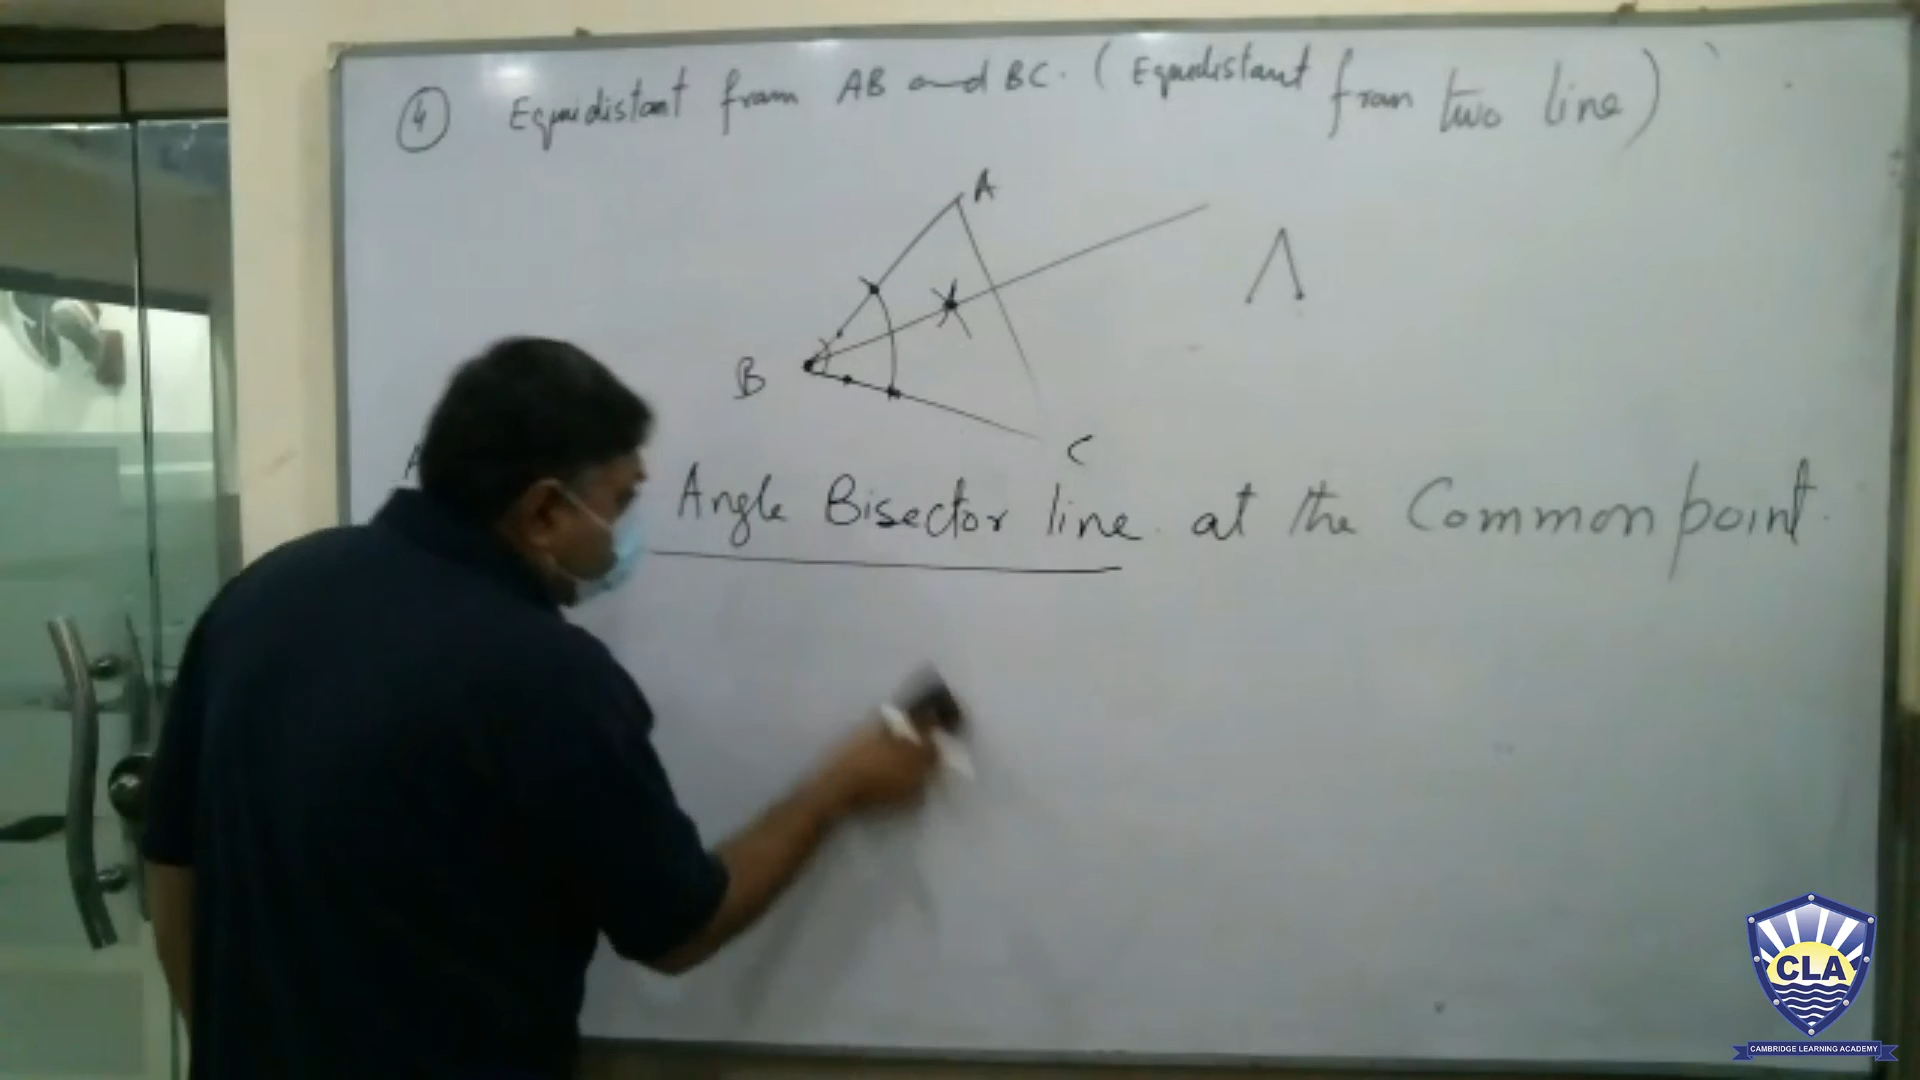 4 Equidistant from AB and BC. (Equidistant from two line)
A
B
C
A
Angle Bisector line at the Common point.
CLA
CAMBRIDGE LEARNING ACADEMY